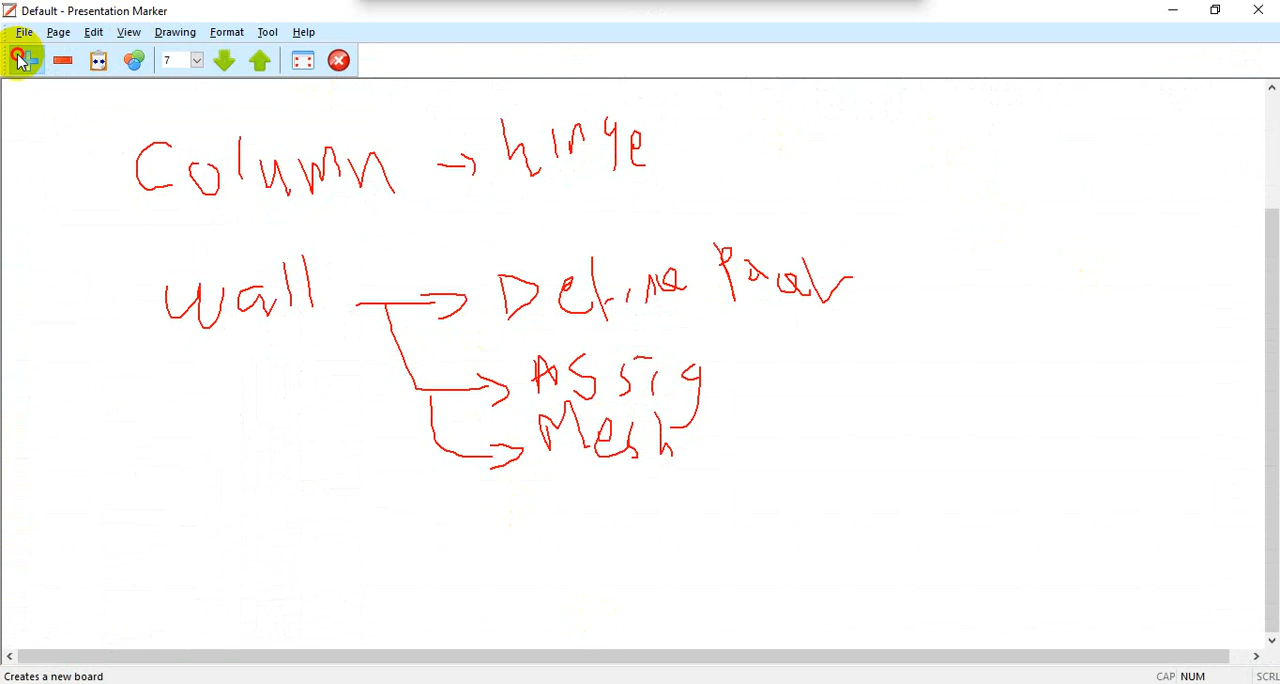 Default - Presentation Marker
File Page Edit View Drawing Format Tool Help
7
Column → hinge
wall → Define
→ Assig
→ Mesh
Creates a new board
CAP NUM SCRL